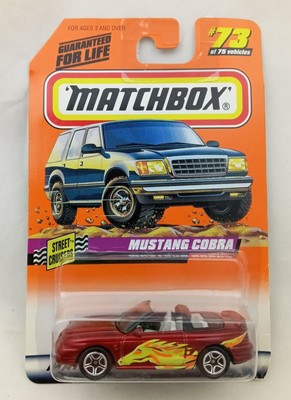 FOR AGES 3 AND OVER
GUARANTEED
FOR LIFE
#73
of 75 vehicles
'MATCHBOX'®
STREET
CRUISERS
MUSTANG COBRA